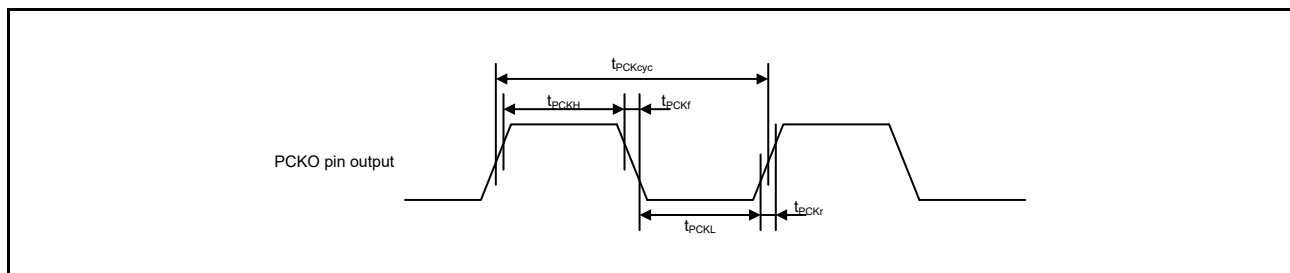 tPCKcyc
tPCKH
tPCKf
PCKO pin output
tPCKr
tPCKL